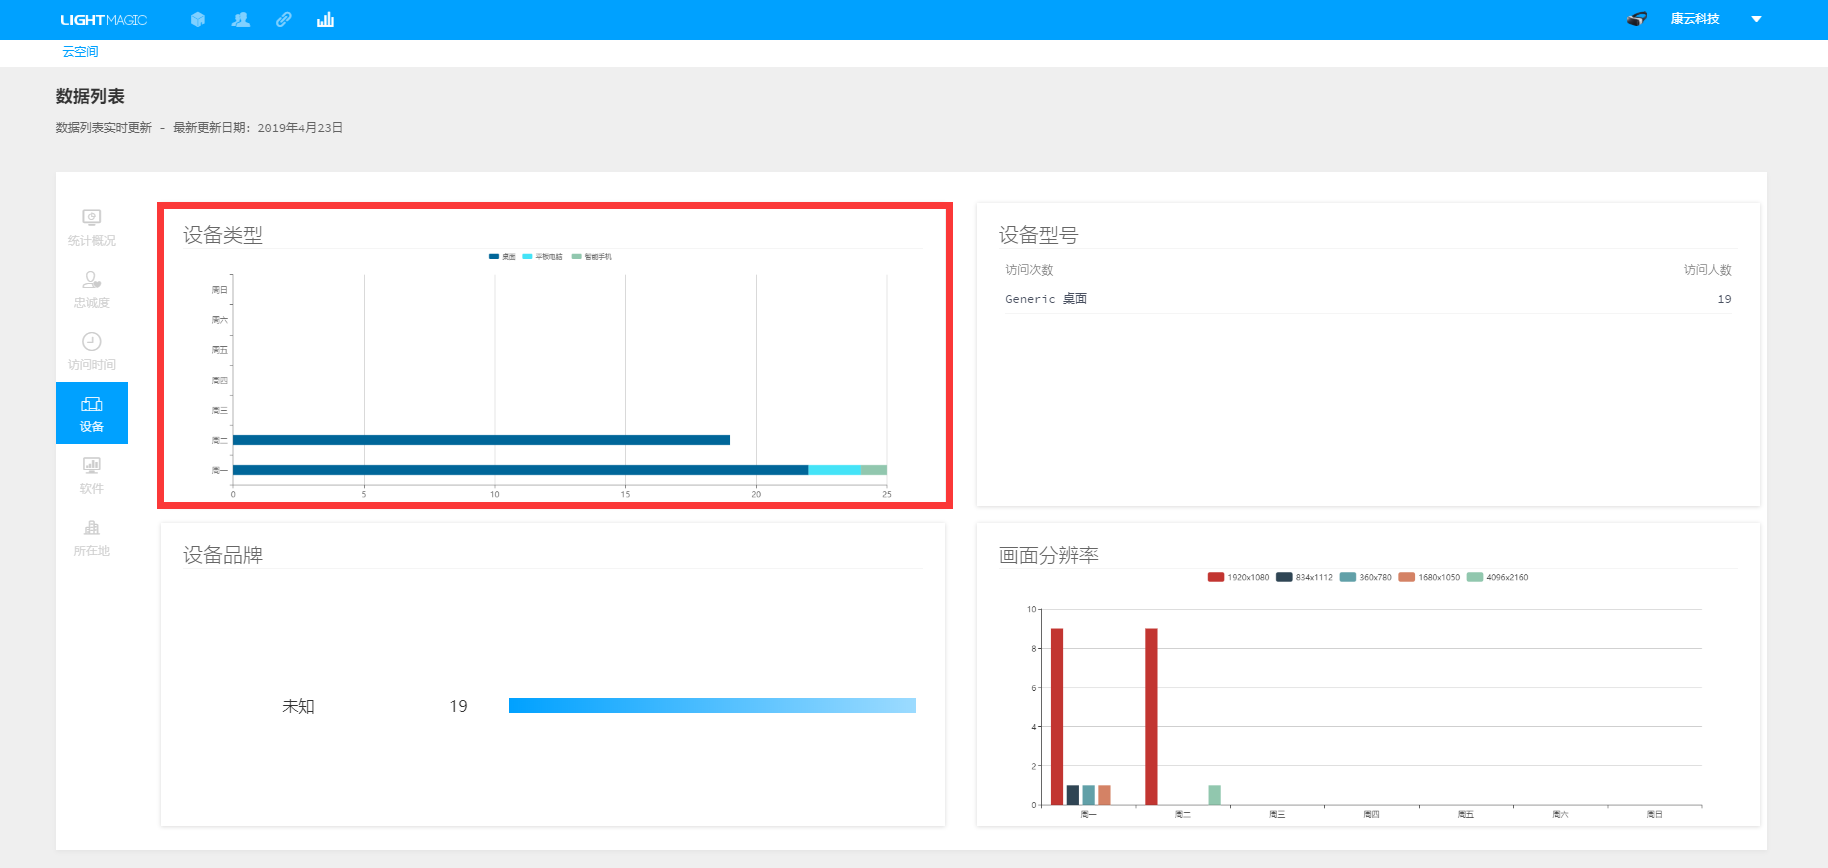 LIGHTMAGIC
康云科技
云空间
数据列表
数据列表实时更新 - 最新更新日期: 2019年4月23日
统计概况
忠诚度
访问时间
设备
软件
所在地
设备类型
桌面 平板电脑 智能手机
周日
周六
周五
周四
周三
周二
周一
0 5 10 15 20 25
设备型号
访问次数 访问人数
Generic 桌面 19
设备品牌
未知 19
画面分辨率
1920x1080 834x1112 360x780 1680x1050 4096x2160
10
8
6
4
2
0
周一 周二 周三 周四 周五 周六 周日